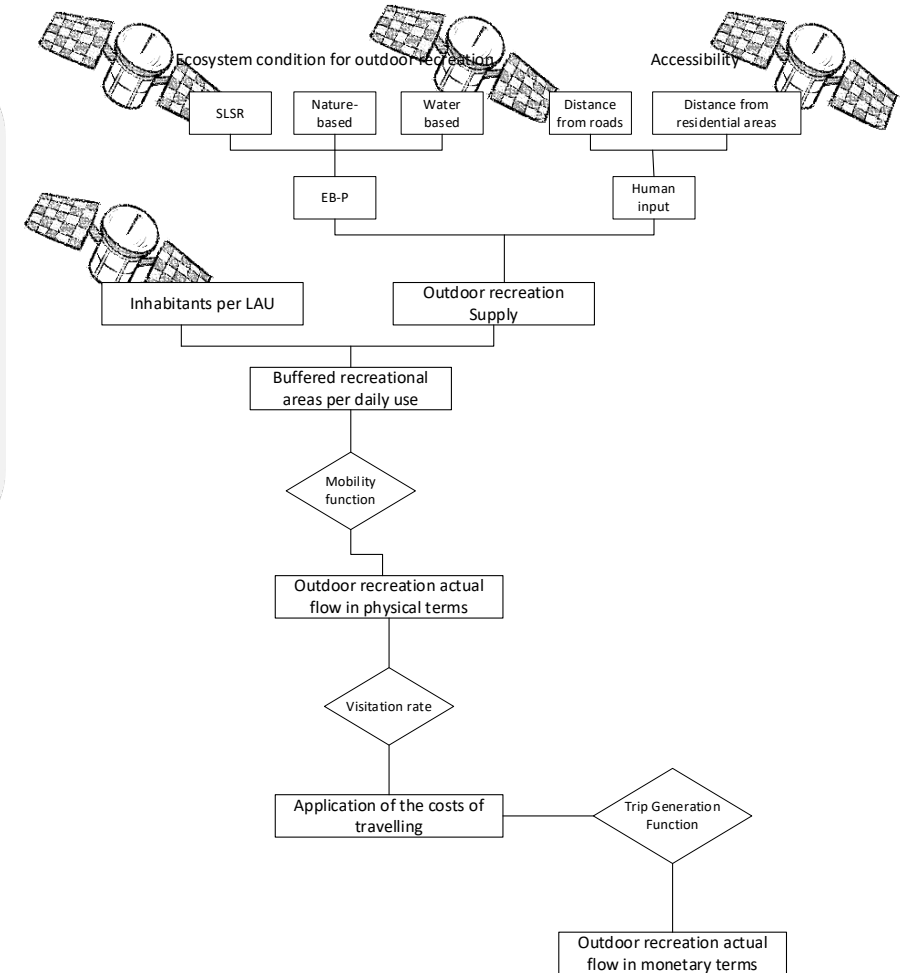 Ecosystem condition for outdoor recreation
Accessibility
SLSR
Nature-
based
Water
based
Distance
from roads
Distance from
residential areas
EB-P
Human
input
Inhabitants per LAU
Outdoor recreation
Supply
Buffered recreational
areas per daily use
Mobility
function
Outdoor recreation actual
flow in physical terms
Visitation rate
Application of the costs of
travelling
Trip Generation
Function
Outdoor recreation actual
flow in monetary terms